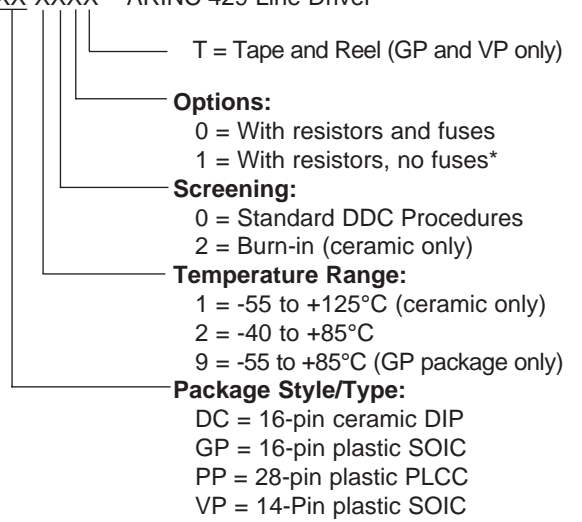 ARINC 429 Line Driver
T = Tape and Reel (GP and VP only)
Options:
0 = With resistors and fuses
1 = With resistors, no fuses*
Screening:
0 = Standard DDC Procedures
2 = Burn-in (ceramic only)
Temperature Range:
1 = -55 to +125°C (ceramic only)
2 = -40 to +85°C
9 = -55 to +85°C (GP package only)
Package Style/Type:
DC = 16-pin ceramic DIP
GP = 16-pin plastic SOIC
PP = 28-pin plastic PLCC
VP = 14-Pin plastic SOIC